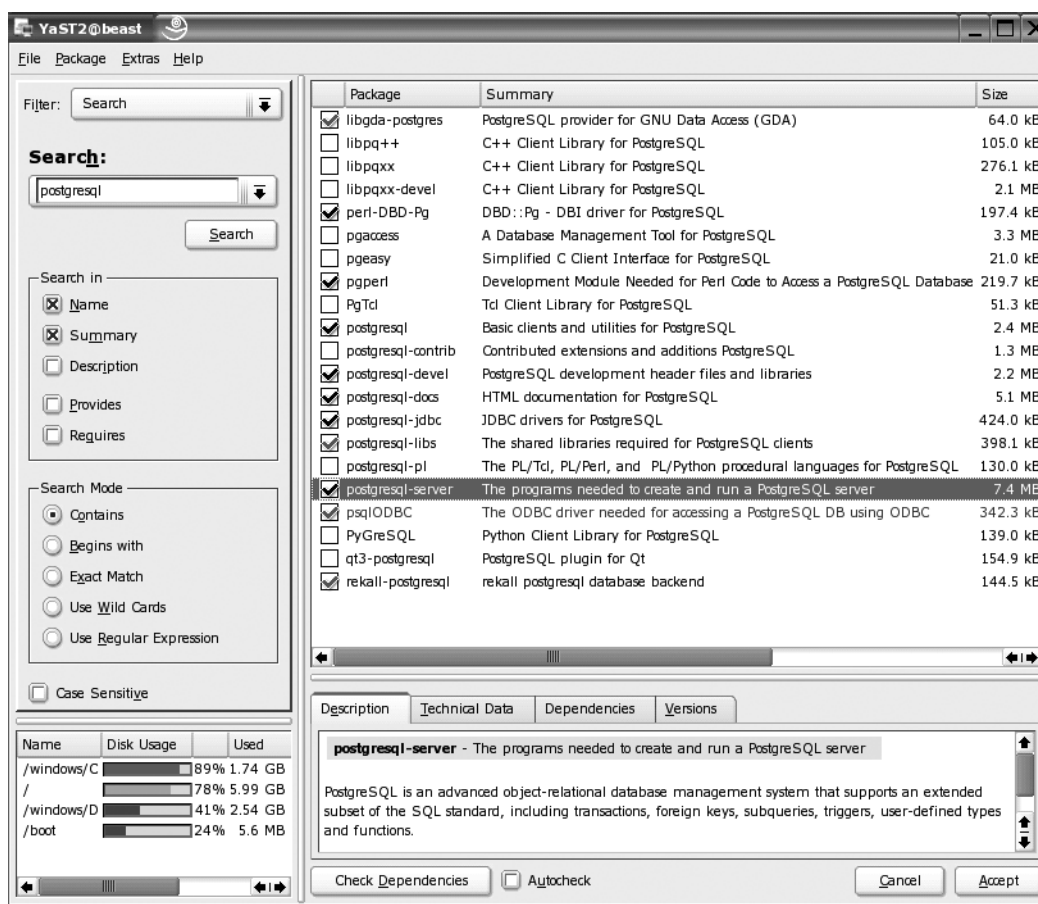 YaST2@beast
File Package Extras Help
Filter: Search
Search:
postgresql
Search
Search in
Name
Summary
Description
Provides
Requires
Search Mode
Contains
Begins with
Exact Match
Use Wild Cards
Use Regular Expression
Case Sensitive
Name Disk Usage Used
/windows/C 89% 1.74 GB
/ 78% 5.99 GB
/windows/D 41% 2.54 GB
/boot 24% 5.6 MB
Package Summary Size
libgda-postgres PostgreSQL provider for GNU Data Access (GDA) 64.0 kB
libpq++ C++ Client Library for PostgreSQL 105.0 kB
libpqxx C++ Client Library for PostgreSQL 276.1 kB
libpqxx-devel C++ Client Library for PostgreSQL 2.1 MB
perl-DBD-Pg DBD::Pg - DBI driver for PostgreSQL 197.4 kB
pgaccess A Database Management Tool for PostgreSQL 3.3 MB
pgeasy Simplified C Client Interface for PostgreSQL 21.0 kB
pgperl Development Module Needed for Perl Code to Access a PostgreSQL Database 219.7 kB
PgTcl Tcl Client Library for PostgreSQL 51.3 kB
postgresql Basic clients and utilities for PostgreSQL 2.4 MB
postgresql-contrib Contributed extensions and additions PostgreSQL 1.3 MB
postgresql-devel PostgreSQL development header files and libraries 2.2 MB
postgresql-docs HTML documentation for PostgreSQL 5.1 MB
postgresql-jdbc JDBC drivers for PostgreSQL 424.0 kB
postgresql-libs The shared libraries required for PostgreSQL clients 398.1 kB
postgresql-pl The PL/Tcl, PL/Perl, and PL/Python procedural languages for PostgreSQL 130.0 kB
postgresql-server The programs needed to create and run a PostgreSQL server 7.4 MB
psqlODBC The ODBC driver needed for accessing a PostgreSQL DB using ODBC 342.3 kB
PyGreSQL Python Client Library for PostgreSQL 139.0 kB
qt3-postgresql PostgreSQL plugin for Qt 154.9 kB
rekall-postgresql rekall postgresql database backend 144.5 kB
Description Technical Data Dependencies Versions
postgresql-server - The programs needed to create and run a PostgreSQL server
PostgreSQL is an advanced object-relational database management system that supports an extended
subset of the SQL standard, including transactions, foreign keys, subqueries, triggers, user-defined types
and functions.
Check Dependencies Autocheck Cancel Accept